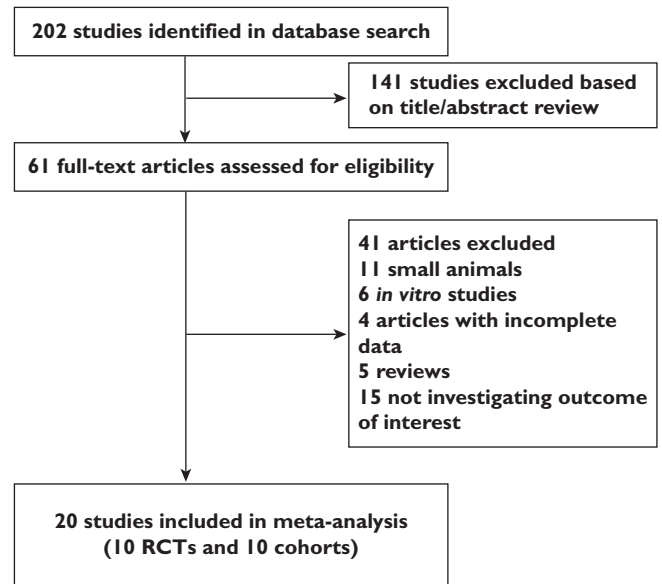 202 studies identified in database search
141 studies excluded based
on title/abstract review
61 full-text articles assessed for eligibility
41 articles excluded
11 small animals
6 in vitro studies
4 articles with incomplete
data
5 reviews
15 not investigating outcome
of interest
20 studies included in meta-analysis
(10 RCTs and 10 cohorts)